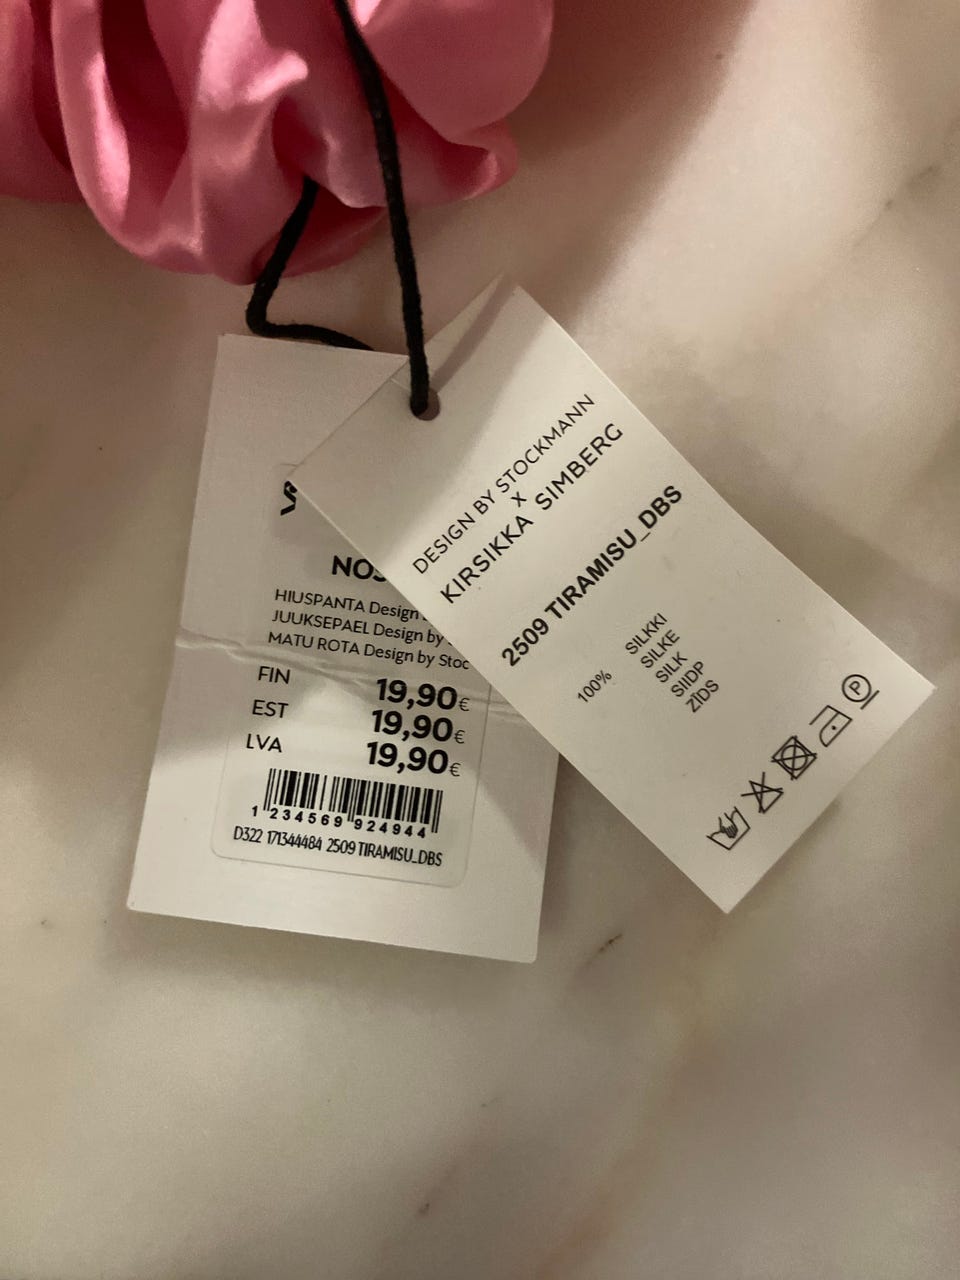 HIUSPANTA Design
JUUKSEPAEL Design by
MATU ROTA Design by Stoc
FIN 19,90€
EST 19,90€
LVA 19,90€
1 234569 924944
D322 171344484 2509 TIRAMISU_DBS
DESIGN BY STOCKMANN
X
KIRSIKKA SIMBERG
2509 TIRAMISU_DBS
100% SILKKI
SILKE
SILK
SIIDP
ZĪDS
P